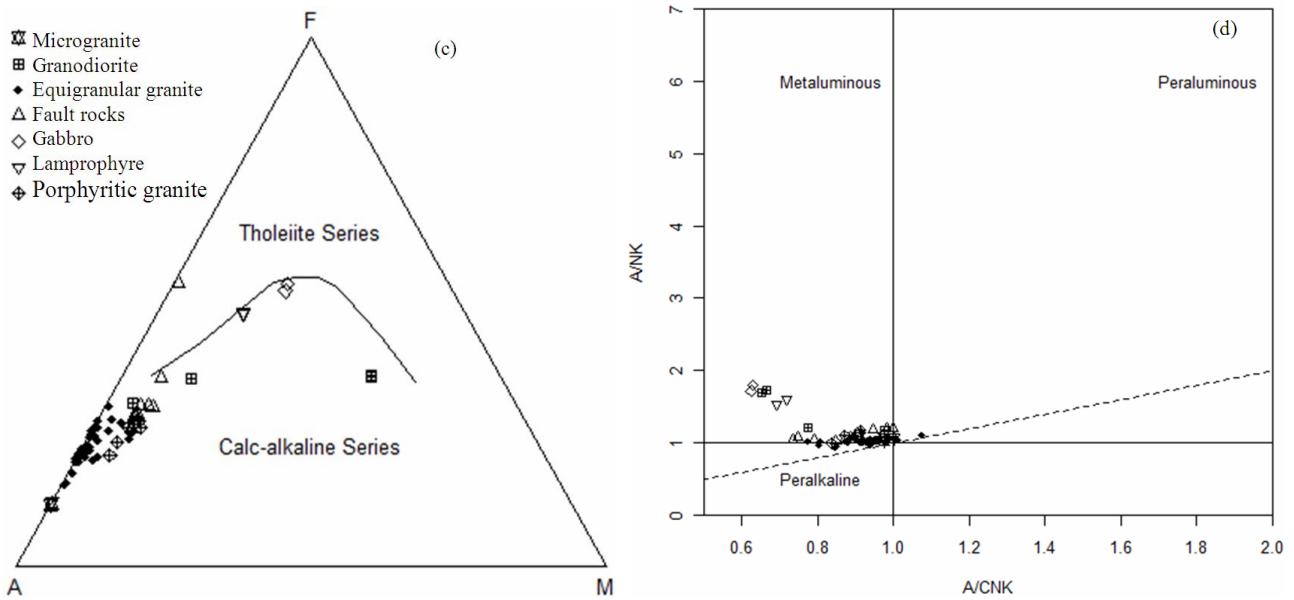 F
(c)
Microgranite
Granodiorite
Equigranular granite
Fault rocks
Gabbro
Lamprophyre
Porphyritic granite
Tholeiite Series
Calc-alkaline Series
A
M
(d)
Metaluminous
Peraluminous
Peralkaline
7
6
5
4
3
2
1
0
A/NK
0.6 0.8 1.0 1.2 1.4 1.6 1.8 2.0
A/CNK